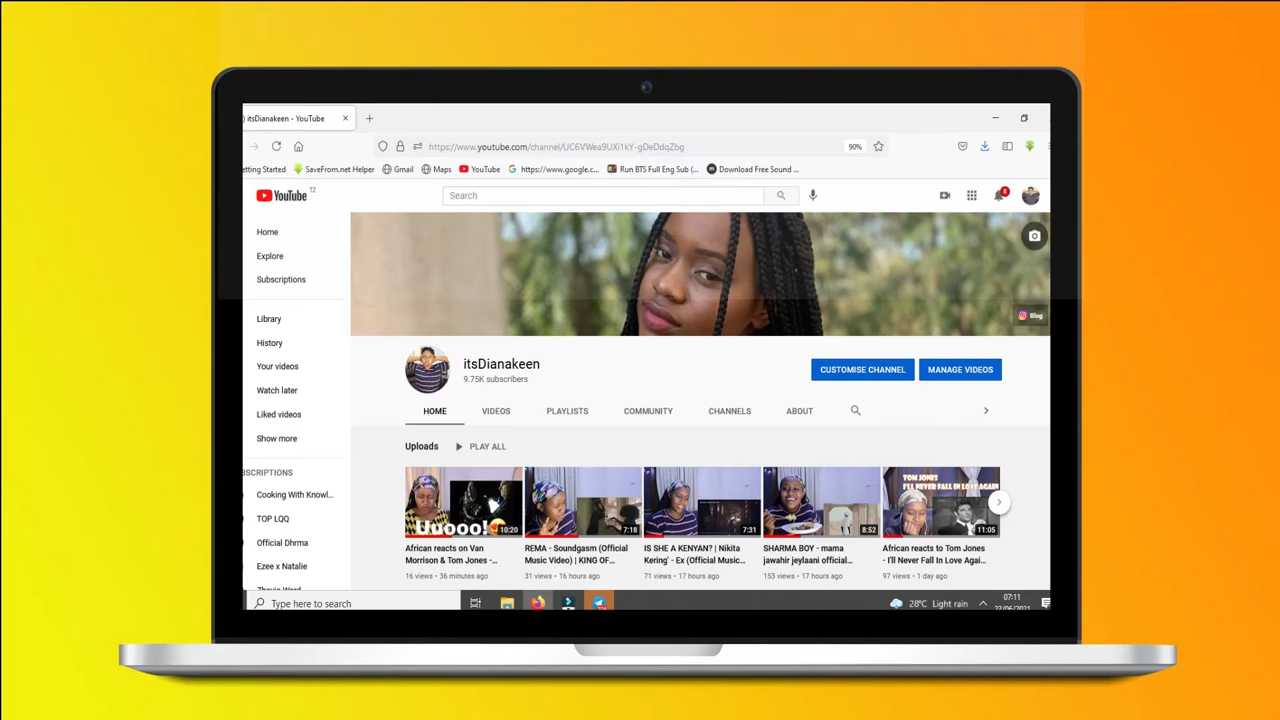 ) itsDianakeen - YouTube
https://www.youtube.com/channel/UC6VWea9UXi1kY-gDeDdqZbg
90%
etting Started
SaveFrom.net Helper
Gmail
Maps
YouTube
https://www.google.c...
Run BTS Full Eng Sub (...
Download Free Sound ...
YouTube TZ
Search
8
Home
Explore
Subscriptions
Library
History
Your videos
Watch later
Liked videos
Show more
BSCRIPTIONS
Cooking With Knowl...
TOP LQQ
Official Dhrma
Ezee x Natalie
Blog
itsDianakeen
9.75K subscribers
CUSTOMISE CHANNEL
MANAGE VIDEOS
HOME
VIDEOS
PLAYLISTS
COMMUNITY
CHANNELS
ABOUT
Uploads
PLAY ALL
Uuooo!
10:20
African reacts on Van
Morrison & Tom Jones -...
16 views • 36 minutes ago
7:18
REMA - Soundgasm (Official
Music Video) | KING OF...
31 views • 16 hours ago
7:31
IS SHE A KENYAN? | Nikita
Kering' - Ex (Official Music...
71 views • 17 hours ago
8:52
SHARMA BOY - mama
jawahir jeylaani official...
153 views • 17 hours ago
TOM JONES
I'LL NEVER FALL IN LOVE AGAIN
11:05
African reacts to Tom Jones
- I'll Never Fall In Love Agai...
97 views • 1 day ago
Type here to search
28°C Light rain
07:11
23/06/2021